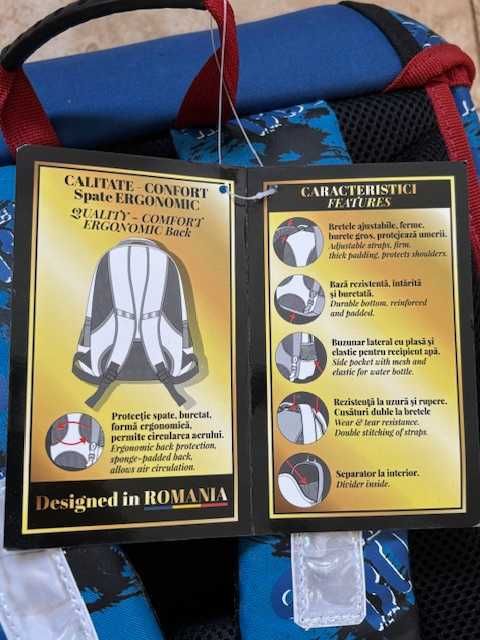 CALITATE - CONFORT
Spate ERGONOMIC
QUALITY - COMFORT
ERGONOMIC Back
Protecție spate, buretat,
formă ergonomică,
permite circularea aerului.
Ergonomic back protection,
sponge-padded back,
allows air circulation.
Designed in ROMANIA
CARACTERISTICI
FEATURES
Bretele ajustabile, ferme,
burete gros, protejează umerii.
Adjustable straps, firm,
thick padding, protects shoulders.
Bază rezistentă, întărită
și buretată.
Durable bottom, reinforced
and padded.
Buzunar lateral cu plasă și
elastic pentru recipient apă.
Side pocket with mesh and
elastic for water bottle.
Rezistență la uzură și rupere.
Cusături duble la bretele
Wear & tear resistance.
Double stitching of straps.
Separator la interior.
Divider inside.